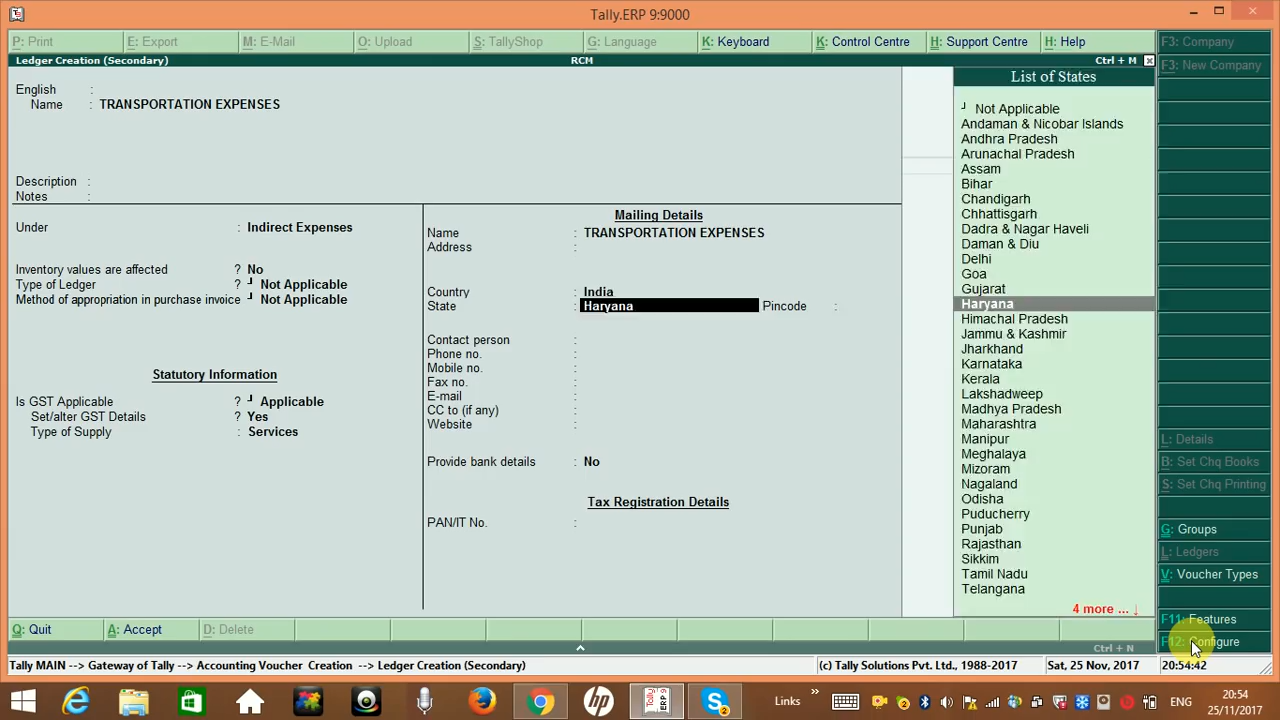 Tally.ERP 9:9000
P: Print E: Export M: E-Mail O: Upload S: TallyShop G: Language K: Keyboard K: Control Centre H: Support Centre H: Help F3: Company
Ledger Creation (Secondary) RCM Ctrl + M
F3: New Company
List of States
English :
Name : TRANSPORTATION EXPENSES
Description :
Notes :
Under : Indirect Expenses
Inventory values are affected ? No
Type of Ledger ? ┘ Not Applicable
Method of appropriation in purchase invoice ┘ Not Applicable
Statutory Information
Is GST Applicable ? ┘ Applicable
Set/alter GST Details ? Yes
Type of Supply : Services
Mailing Details
Name : TRANSPORTATION EXPENSES
Address :
Country : India
State : Haryana Pincode :
Contact person :
Phone no. :
Mobile no. :
Fax no. :
E-mail :
CC to (if any) :
Website :
Provide bank details : No
Tax Registration Details
PAN/IT No. :
┘ Not Applicable
Andaman & Nicobar Islands
Andhra Pradesh
Arunachal Pradesh
Assam
Bihar
Chandigarh
Chhattisgarh
Dadra & Nagar Haveli
Daman & Diu
Delhi
Goa
Gujarat
Haryana
Himachal Pradesh
Jammu & Kashmir
Jharkhand
Karnataka
Kerala
Lakshadweep
Madhya Pradesh
Maharashtra
Manipur
Meghalaya
Mizoram
Nagaland
Odisha
Puducherry
Punjab
Rajasthan
Sikkim
Tamil Nadu
Telangana
4 more ... ↓
L: Details
B: Set Chq Books
S: Set Chq Printing
G: Groups
L: Ledgers
V: Voucher Types
F11: Features
F12: Configure
Q: Quit A: Accept D: Delete
Ctrl + N
Tally MAIN --> Gateway of Tally --> Accounting Voucher Creation --> Ledger Creation (Secondary) (c) Tally Solutions Pvt. Ltd., 1988-2017 Sat, 25 Nov, 2017 20:54:42
Links » ENG 20:54
25/11/2017